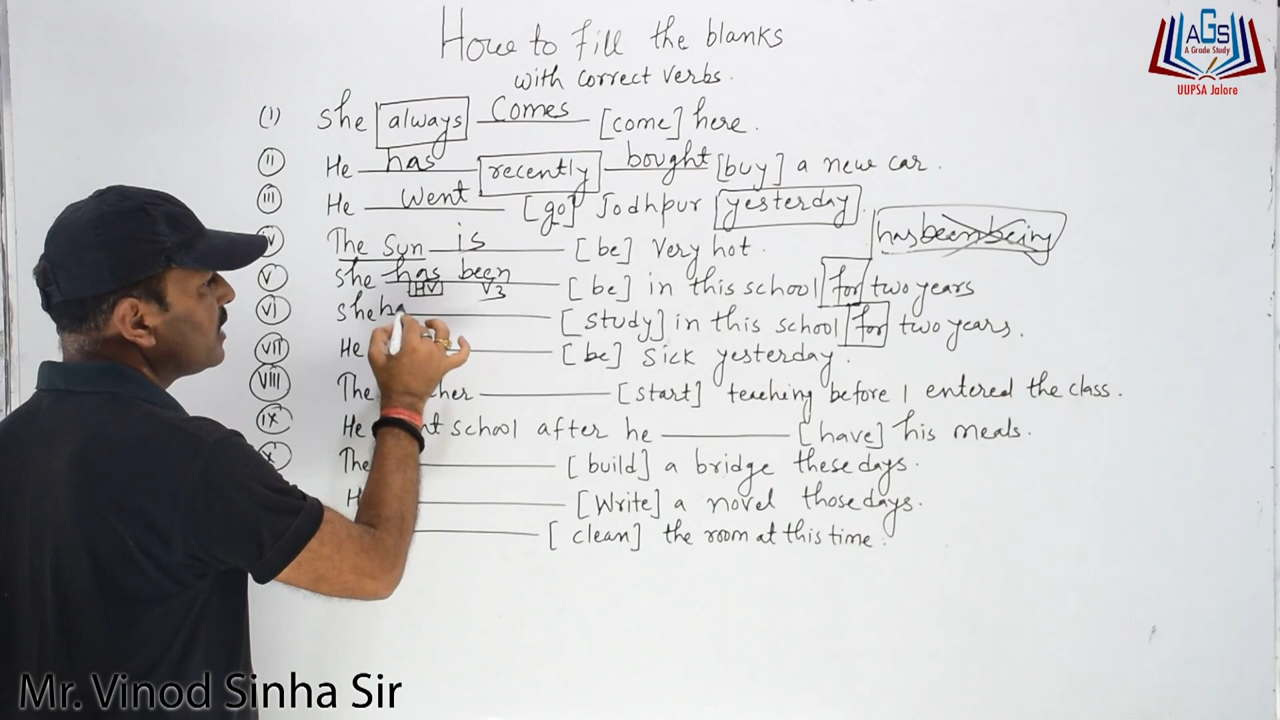 How to fill the blanks
with correct verbs.
AGS
A Grade Study
UUPSA Jalore
(i) She always comes [come] here.
(ii) He has recently bought [buy] a new car.
(iii) He went [go] Jodhpur yesterday.
has been being
The Sun is [be] very hot.
(v) She has been [be] in this school for two years
HV V3
(vi) She ha [study] in this school for two years.
(vii) He [be] sick yesterday.
(viii) The [start] teaching before I entered the class.
(ix) He school after he [have] his meals.
The [build] a bridge these days.
[write] a novel those days.
[clean] the room at this time.
Mr. Vinod Sinha Sir